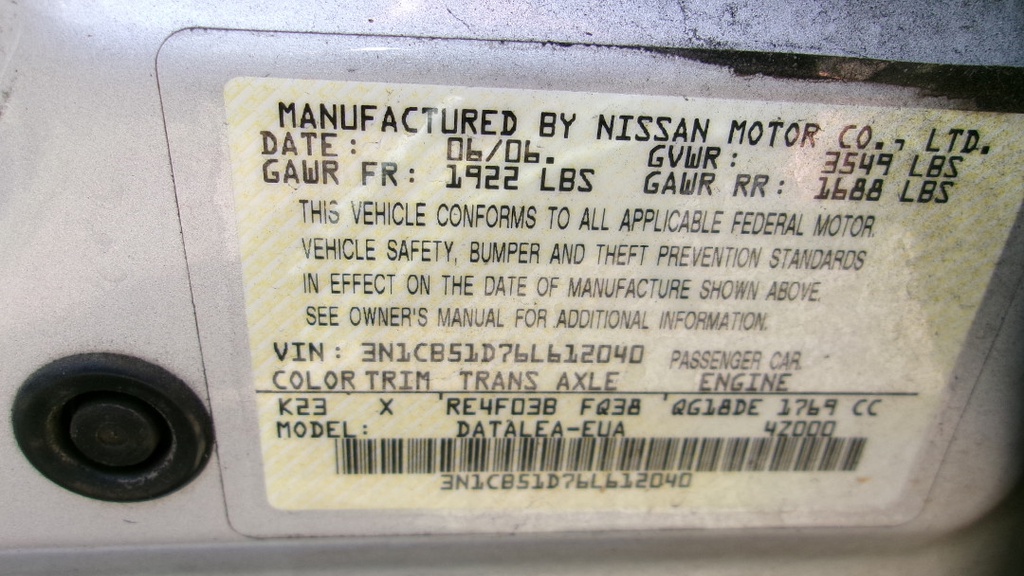 MANUFACTURED BY NISSAN MOTOR CO., LTD.
DATE: 06/06. GVWR: 3549 LBS
GAWR FR: 1922 LBS GAWR RR: 1688 LBS
THIS VEHICLE CONFORMS TO ALL APPLICABLE FEDERAL MOTOR
VEHICLE SAFETY, BUMPER AND THEFT PREVENTION STANDARDS
IN EFFECT ON THE DATE OF MANUFACTURE SHOWN ABOVE.
SEE OWNER'S MANUAL FOR ADDITIONAL INFORMATION.
VIN: 3N1CB51D76L612040 PASSENGER CAR
COLOR TRIM TRANS AXLE ENGINE
K23 X 'RE4F03B FQ38 'QG18DE 1769 CC
MODEL: DATALEA-EUA 4Z000
3N1CB51D76L612040